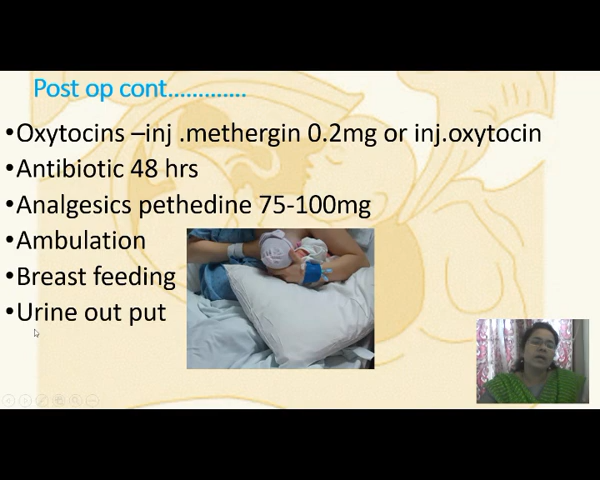 Post op cont.............
•Oxytocins –inj .methergin 0.2mg or inj.oxytocin
•Antibiotic 48 hrs
•Analgesics pethedine 75-100mg
•Ambulation
•Breast feeding
•Urine out put